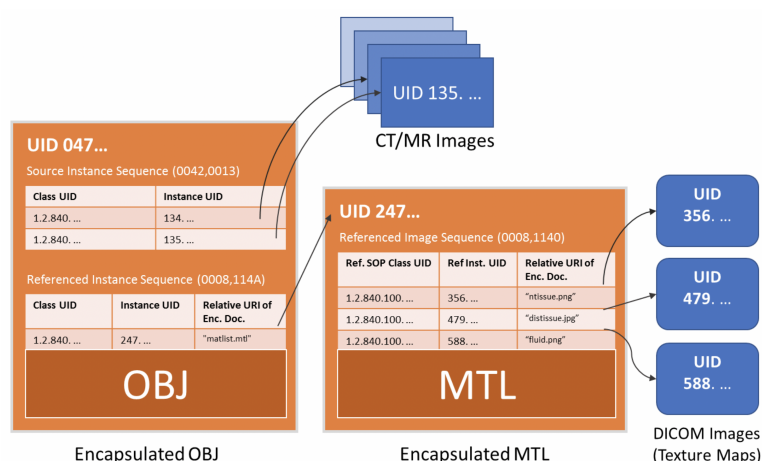 UID 135. ...
CT/MR Images
UID 047...
Source Instance Sequence (0042,0013)
Class UID Instance UID
1.2.840. ... 134. ...
1.2.840. ... 135. ...
Referenced Instance Sequence (0008,114A)
Class UID Instance UID Relative URI of
Enc. Doc.
1.2.840. ... 247. ... "matlist.mtl"
OBJ
Encapsulated OBJ
UID 247...
Referenced Image Sequence (0008,1140)
Ref. SOP Class UID Ref Inst. UID Relative URI of
Enc. Doc.
1.2.840.100. ... 356. ... "ntissue.png"
1.2.840.100. ... 479. ... "distissue.jpg"
1.2.840.100. ... 588. ... "fluid.png"
MTL
Encapsulated MTL
UID
356. ...
UID
479. ...
UID
588. ...
DICOM Images
(Texture Maps)